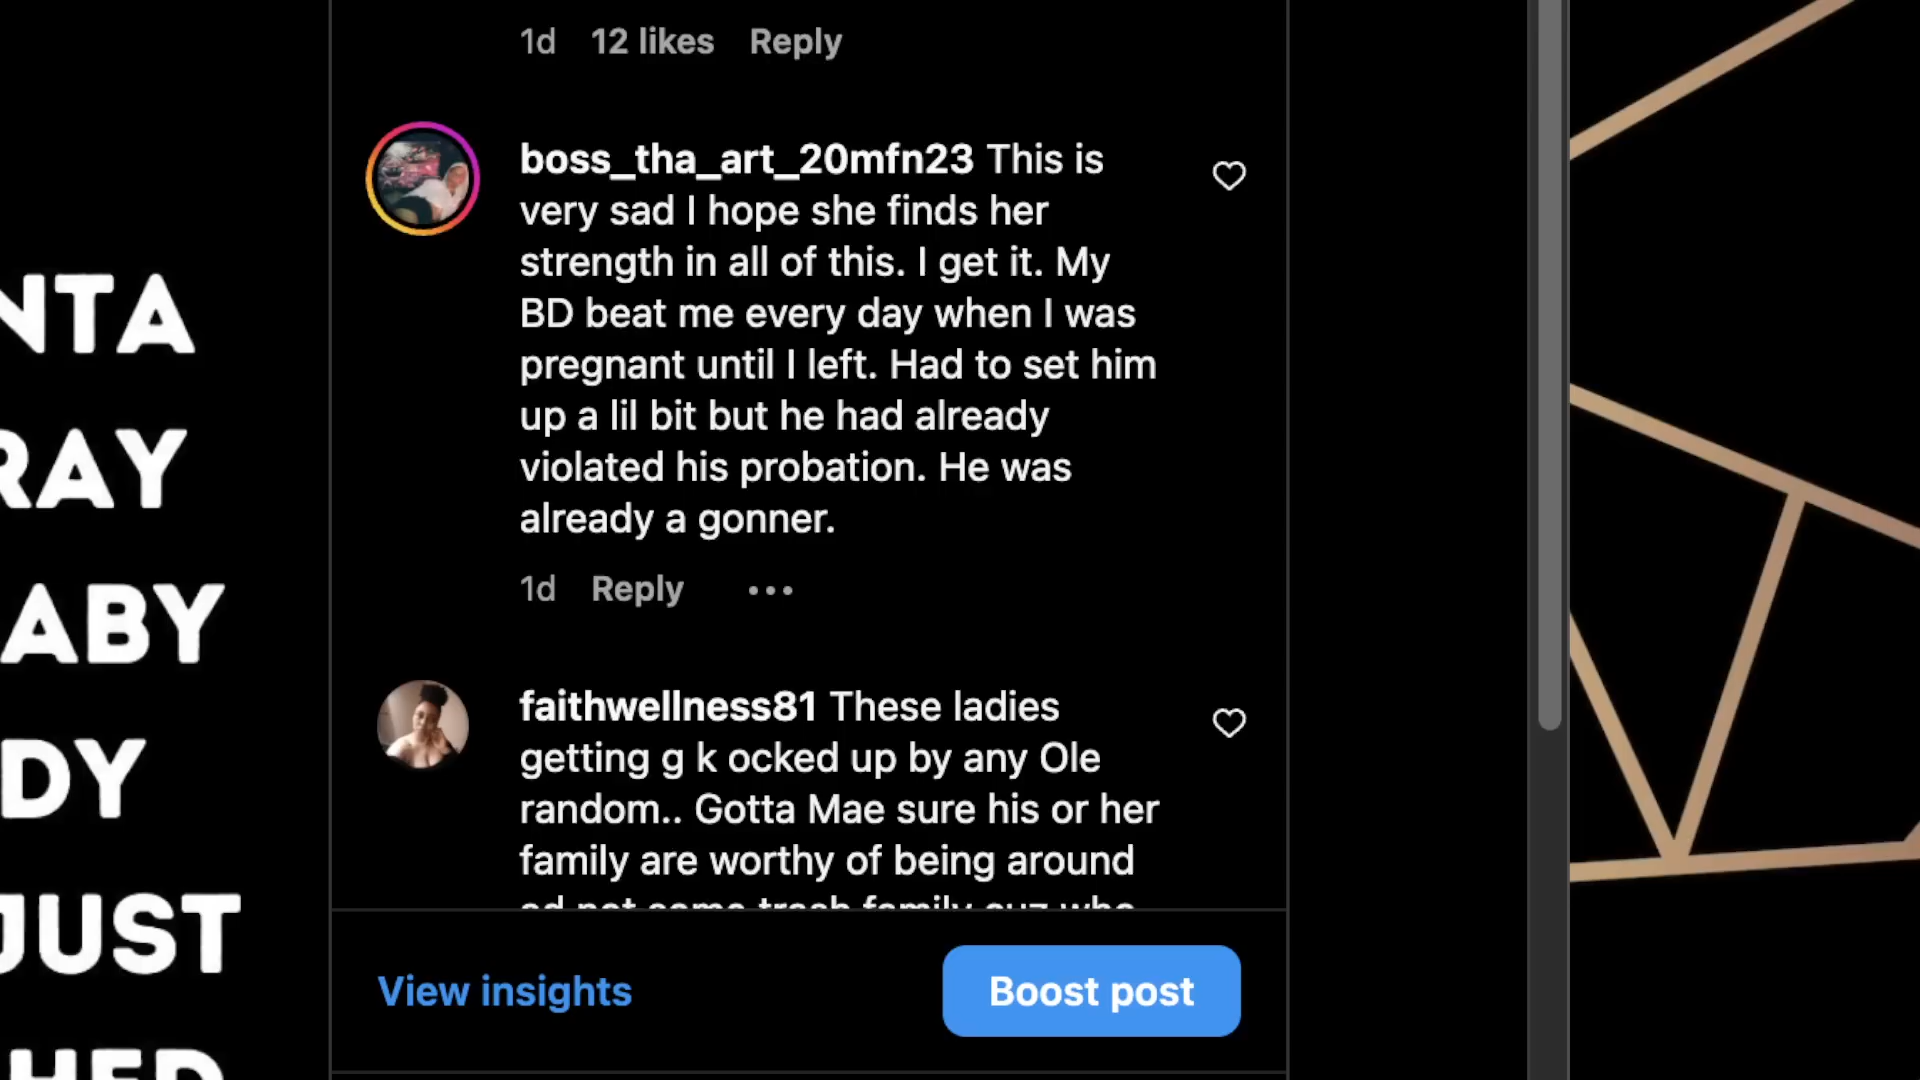 1d 12 likes Reply
boss_tha_art_20mfn23 This is
very sad I hope she finds her
strength in all of this. I get it. My
BD beat me every day when I was
pregnant until I left. Had to set him
up a lil bit but he had already
violated his probation. He was
already a gonner.
1d Reply
faithwellness81 These ladies
getting g k ocked up by any Ole
random.. Gotta Mae sure his or her
family are worthy of being around
View insights
Boost post
NTA
RAY
ABY
DY
JUST